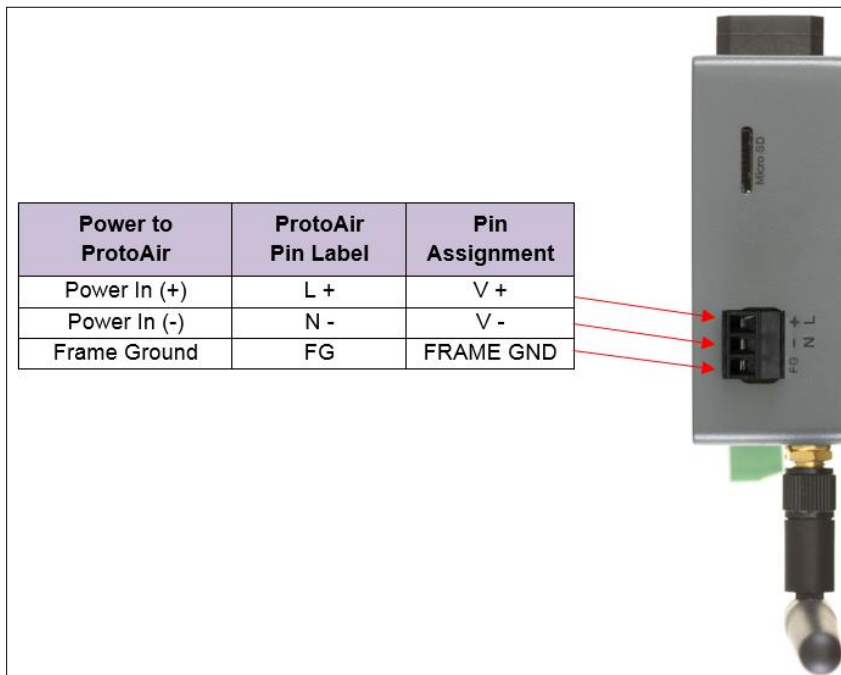 Power to ProtoAir ProtoAir Pin Label Pin Assignment
Power In (+) L + V +
Power In (-) N - V -
Frame Ground FG FRAME GND
Micro-SD
+ L
- N
FG